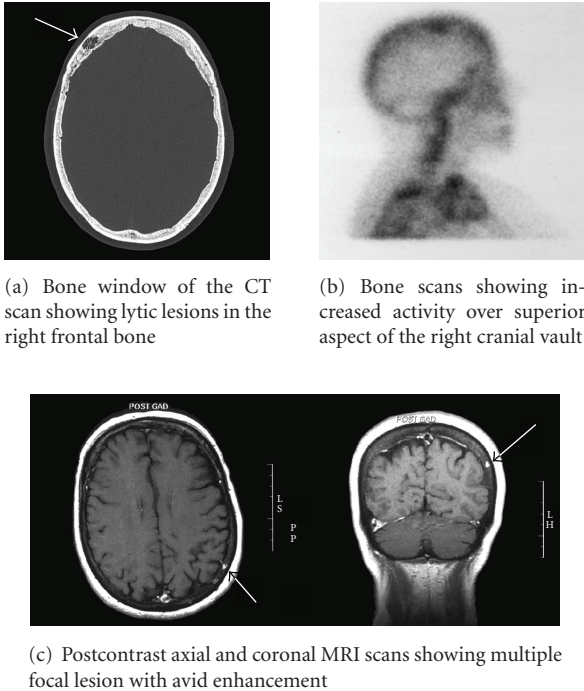 (a) Bone window of the CT
scan showing lytic lesions in the
right frontal bone
(b) Bone scans showing in-
creased activity over superior
aspect of the right cranial vault
POST GAD
L
S
P
P
POST GAD
L
H
(c) Postcontrast axial and coronal MRI scans showing multiple
focal lesion with avid enhancement